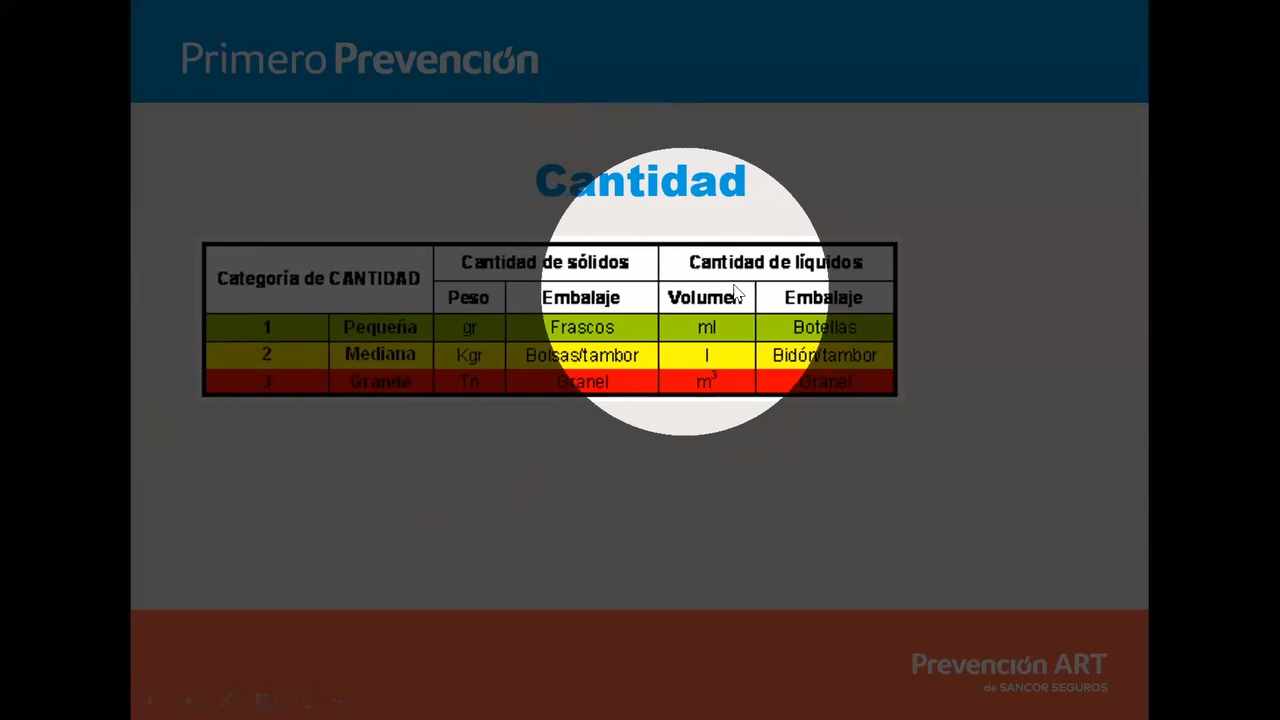 Primero Prevención
Cantidad
Categoría de CANTIDAD Cantidad de sólidos Cantidad de líquidos
Peso Embalaje Volumen Embalaje
1 Pequeña gr Frascos ml Botellas
2 Mediana Kgr Bolsas/tambor l Bidón/tambor
3 Grande Tn Granel m³ Granel
Prevención ART
de SANCOR SEGUROS